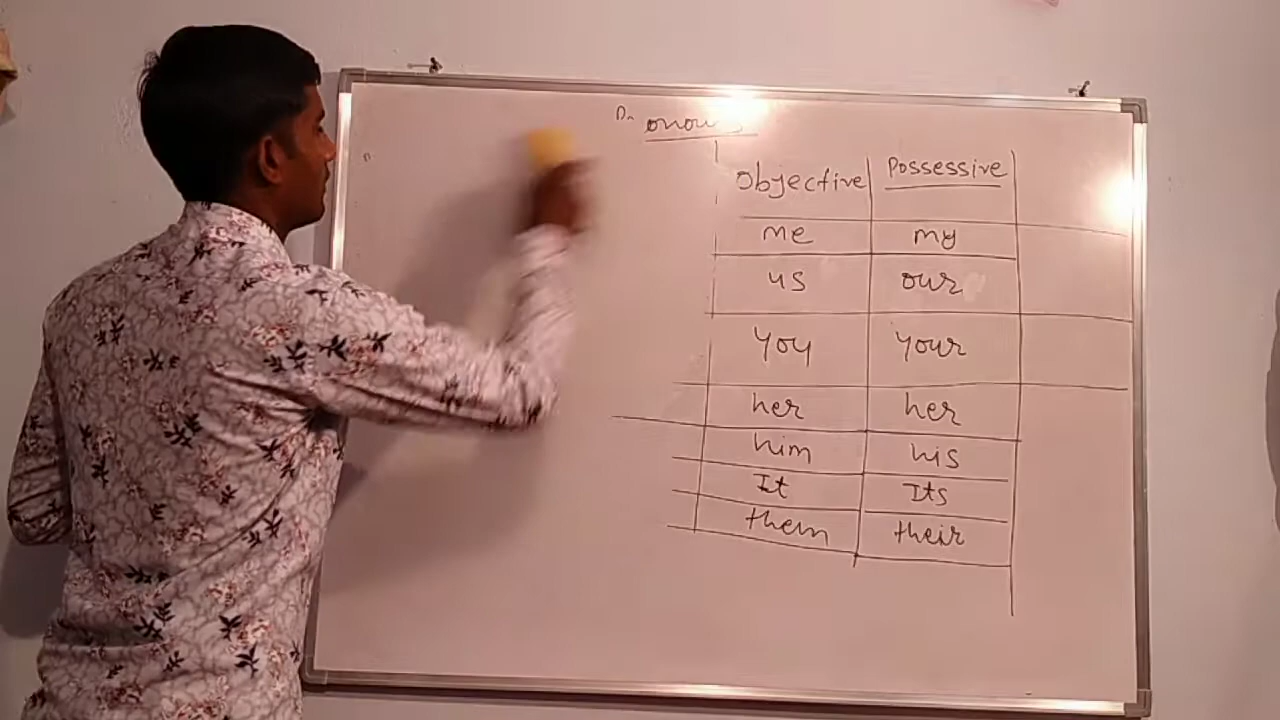 Objective Possessive
me my
us our
you your
her her
him his
It Its
them their